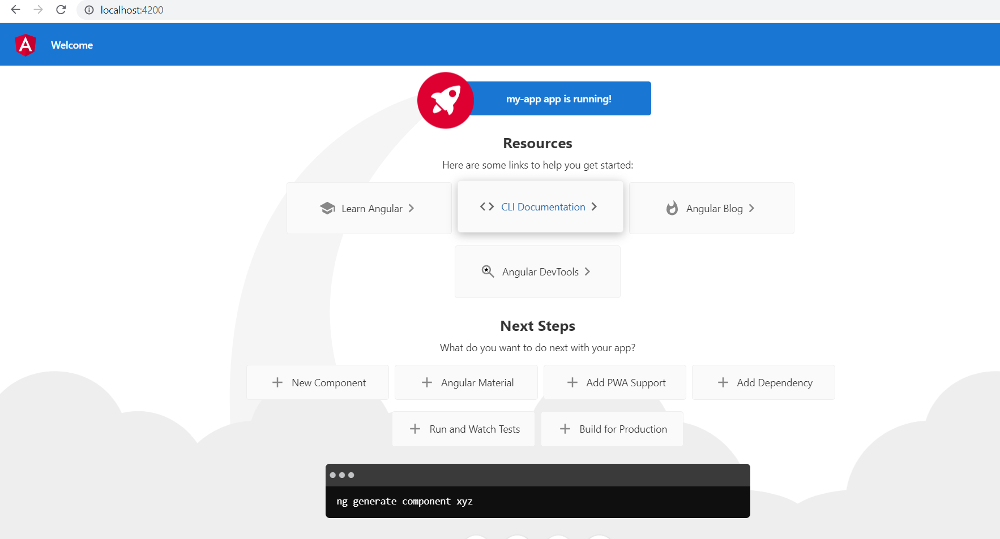 localhost:4200
Welcome
my-app app is running!
Resources
Here are some links to help you get started:
Learn Angular
CLI Documentation
Angular Blog
Angular DevTools
Next Steps
What do you want to do next with your app?
New Component
Angular Material
Add PWA Support
Add Dependency
Run and Watch Tests
Build for Production
ng generate component xyz